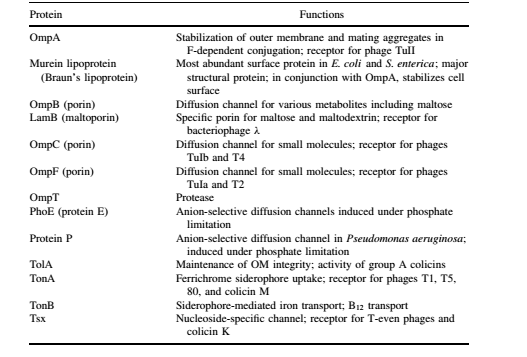 Protein Functions
OmpA Stabilization of outer membrane and mating aggregates in
F-dependent conjugation; receptor for phage TuII
Murein lipoprotein Most abundant surface protein in E. coli and S. enterica; major
(Braun's lipoprotein) structural protein; in conjunction with OmpA, stabilizes cell
surface
OmpB (porin) Diffusion channel for various metabolites including maltose
LamB (maltoporin) Specific porin for maltose and maltodextrin; receptor for
bacteriophage λ
OmpC (porin) Diffusion channel for small molecules; receptor for phages
TuIb and T4
OmpF (porin) Diffusion channel for small molecules; receptor for phages
TuIa and T2
OmpT Protease
PhoE (protein E) Anion-selective diffusion channels induced under phosphate
limitation
Protein P Anion-selective diffusion channel in Pseudomonas aeruginosa;
induced under phosphate limitation
TolA Maintenance of OM integrity; activity of group A colicins
TonA Ferrichrome siderophore uptake; receptor for phages T1, T5,
80, and colicin M
TonB Siderophore-mediated iron transport; B12 transport
Tsx Nucleoside-specific channel; receptor for T-even phages and
colicin K